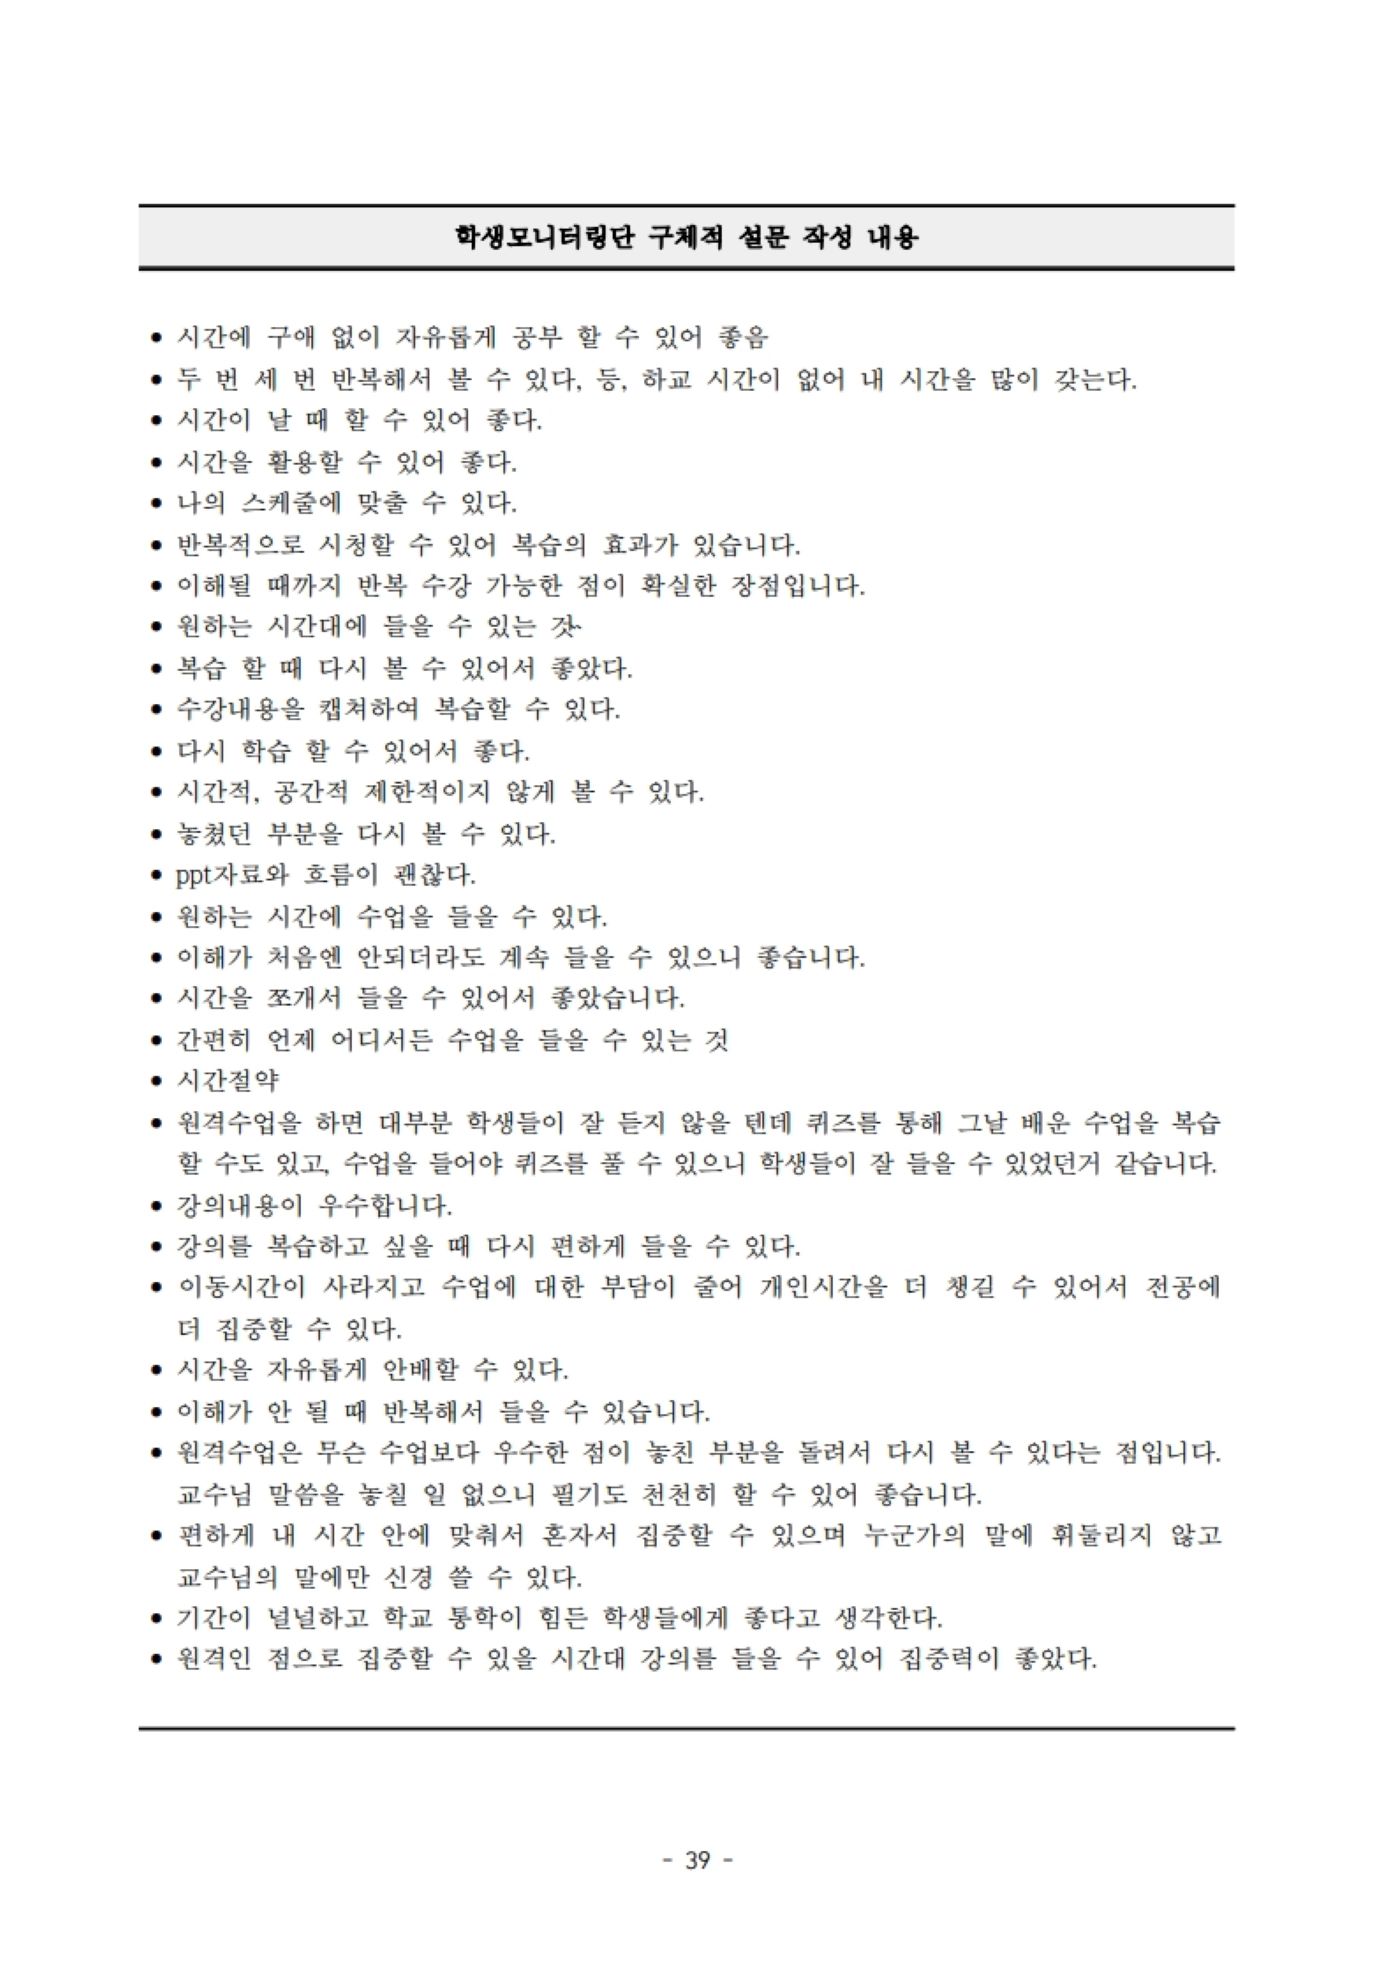 학생모니터링단 구체적 설문 작성 내용
• 시간에 구애 없이 자유롭게 공부 할 수 있어 좋음
• 두 번 세 번 반복해서 볼 수 있다, 등, 하교 시간이 없어 내 시간을 많이 갖는다.
• 시간이 날 때 할 수 있어 좋다.
• 시간을 활용할 수 있어 좋다.
• 나의 스케줄에 맞출 수 있다.
• 반복적으로 시청할 수 있어 복습의 효과가 있습니다.
• 이해될 때까지 반복 수강 가능한 점이 확실한 장점입니다.
• 원하는 시간대에 들을 수 있는 것~
• 복습 할 때 다시 볼 수 있어서 좋았다.
• 수강내용을 캡쳐하여 복습할 수 있다.
• 다시 학습 할 수 있어서 좋다.
• 시간적, 공간적 제한적이지 않게 볼 수 있다.
• 놓쳤던 부분을 다시 볼 수 있다.
• ppt자료와 흐름이 괜찮다.
• 원하는 시간에 수업을 들을 수 있다.
• 이해가 처음엔 안되더라도 계속 들을 수 있으니 좋습니다.
• 시간을 쪼개서 들을 수 있어서 좋았습니다.
• 간편히 언제 어디서든 수업을 들을 수 있는 것
• 시간절약
• 원격수업을 하면 대부분 학생들이 잘 듣지 않을 텐데 퀴즈를 통해 그날 배운 수업을 복습
할 수도 있고, 수업을 들어야 퀴즈를 풀 수 있으니 학생들이 잘 들을 수 있었던거 같습니다.
• 강의내용이 우수합니다.
• 강의를 복습하고 싶을 때 다시 편하게 들을 수 있다.
• 이동시간이 사라지고 수업에 대한 부담이 줄어 개인시간을 더 챙길 수 있어서 전공에
더 집중할 수 있다.
• 시간을 자유롭게 안배할 수 있다.
• 이해가 안 될 때 반복해서 들을 수 있습니다.
• 원격수업은 무슨 수업보다 우수한 점이 놓친 부분을 돌려서 다시 볼 수 있다는 점입니다.
교수님 말씀을 놓칠 일 없으니 필기도 천천히 할 수 있어 좋습니다.
• 편하게 내 시간 안에 맞춰서 혼자서 집중할 수 있으며 누군가의 말에 휘둘리지 않고
교수님의 말에만 신경 쓸 수 있다.
• 기간이 널널하고 학교 통학이 힘든 학생들에게 좋다고 생각한다.
• 원격인 점으로 집중할 수 있을 시간대 강의를 들을 수 있어 집중력이 좋았다.
- 39 -